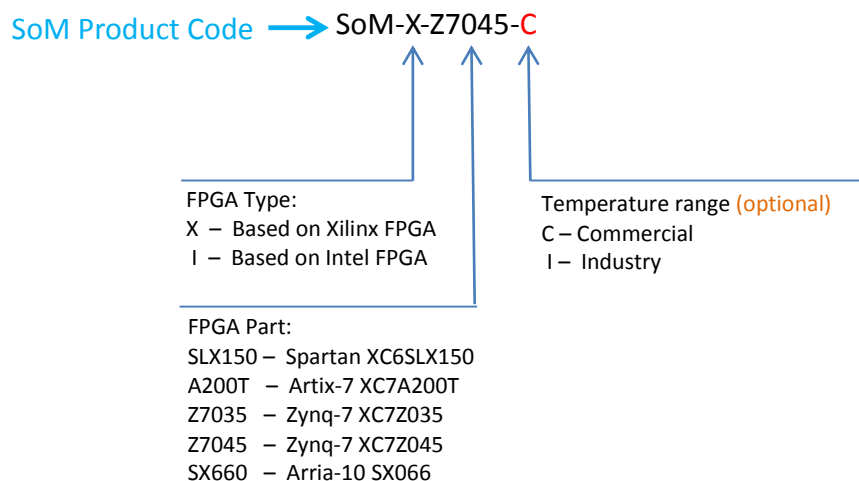 SoM Product Code SoM-X-Z7045-C
FPGA Type:
X – Based on Xilinx FPGA
I – Based on Intel FPGA
Temperature range (optional)
C – Commercial
I – Industry
FPGA Part:
SLX150 – Spartan XC6SLX150
A200T – Artix-7 XC7A200T
Z7035 – Zynq-7 XC7Z035
Z7045 – Zynq-7 XC7Z045
SX660 – Arria-10 SX066